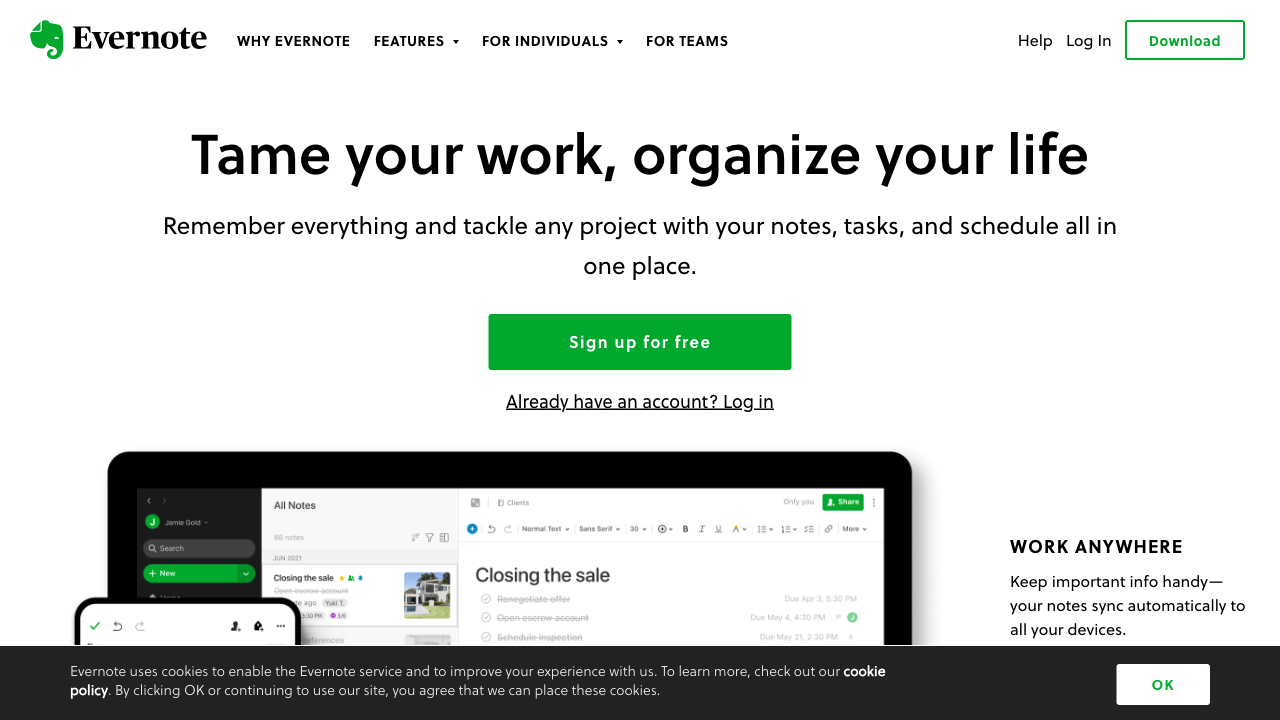 Evernote
WHY EVERNOTE
FEATURES
FOR INDIVIDUALS
FOR TEAMS
Help
Log In
Download
Tame your work, organize your life
Remember everything and tackle any project with your notes, tasks, and schedule all in
one place.
Sign up for free
Already have an account? Log in
J
Jamie Gold
Search
New
All Notes
86 notes
JUN 2021
Closing the sale
Open escrow account
Yuki T.
5:30 PM
3/6
Clients
Only you
Share
Normal Text
Sans Serif
30
B
I
U
A
More
Closing the sale
Renegotiate offer
Due Apr 3, 5:30 PM
Open escrow account
Due May 4, 4:30 PM
J
Schedule inspection
Due May 21, 2:30 PM
WORK ANYWHERE
Keep important info handy—
your notes sync automatically to
all your devices.
Evernote uses cookies to enable the Evernote service and to improve your experience with us. To learn more, check out our cookie
policy. By clicking OK or continuing to use our site, you agree that we can place these cookies.
OK